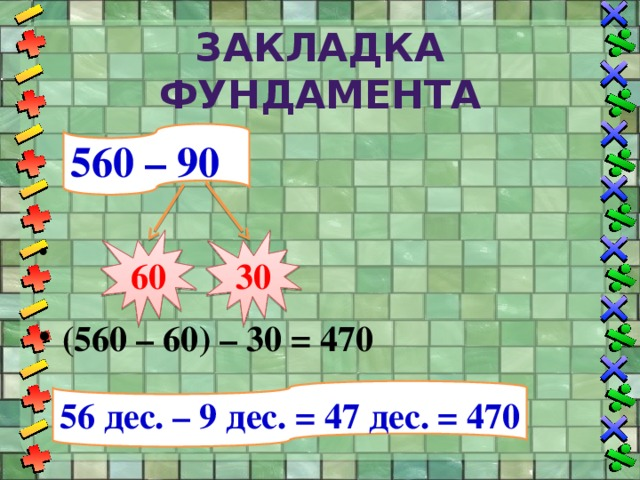 ЗАКЛАДКА
ФУНДАМЕНТА
560 – 90
60 30
(560 – 60) – 30 = 470
56 дес. – 9 дес. = 47 дес. = 470